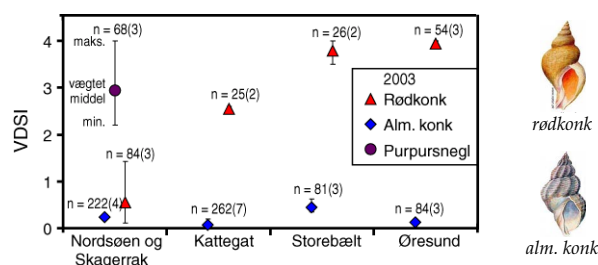 n = 68(3)
n = 26(2)
n = 54(3)
4
maks.
2003
3
vægtet
middel
n = 25(2)
Rødkonk
VDSI
min.
Alm. konk
2
n = 84(3)
Purpursnegl
1
n = 222(4)
n = 262(7)
n = 81(3)
n = 84(3)
0
Nordsøen og
Skagerrak
Kattegat
Storebælt
Øresund
rødkonk
alm. konk